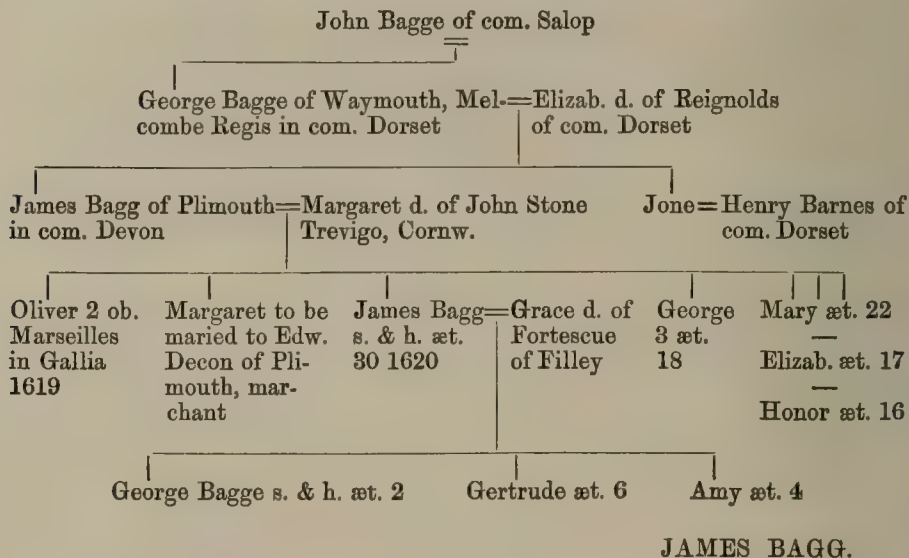 John Bagge of com. Salop
George Bagge of Waymouth, Mel-=Elizab. d. of Reignolds
combe Regis in com. Dorset of com. Dorset
James Bagg of Plimouth=Margaret d. of John Stone Jone=Henry Barnes of
in com. Devon Trevigo, Cornw. com. Dorset
Oliver 2 ob. Margaret to be James Bagg=Grace d. of George Mary æt. 22
Marseilles maried to Edw. s. & h. æt. Fortescue 3 æt. —
in Gallia Decon of Pli- 30 1620 of Filley 18 Elizab. æt. 17
1619 mouth, mar- —
chant Honor æt. 16
George Bagge s. & h. æt. 2 Gertrude æt. 6 Amy æt. 4
JAMES BAGG.